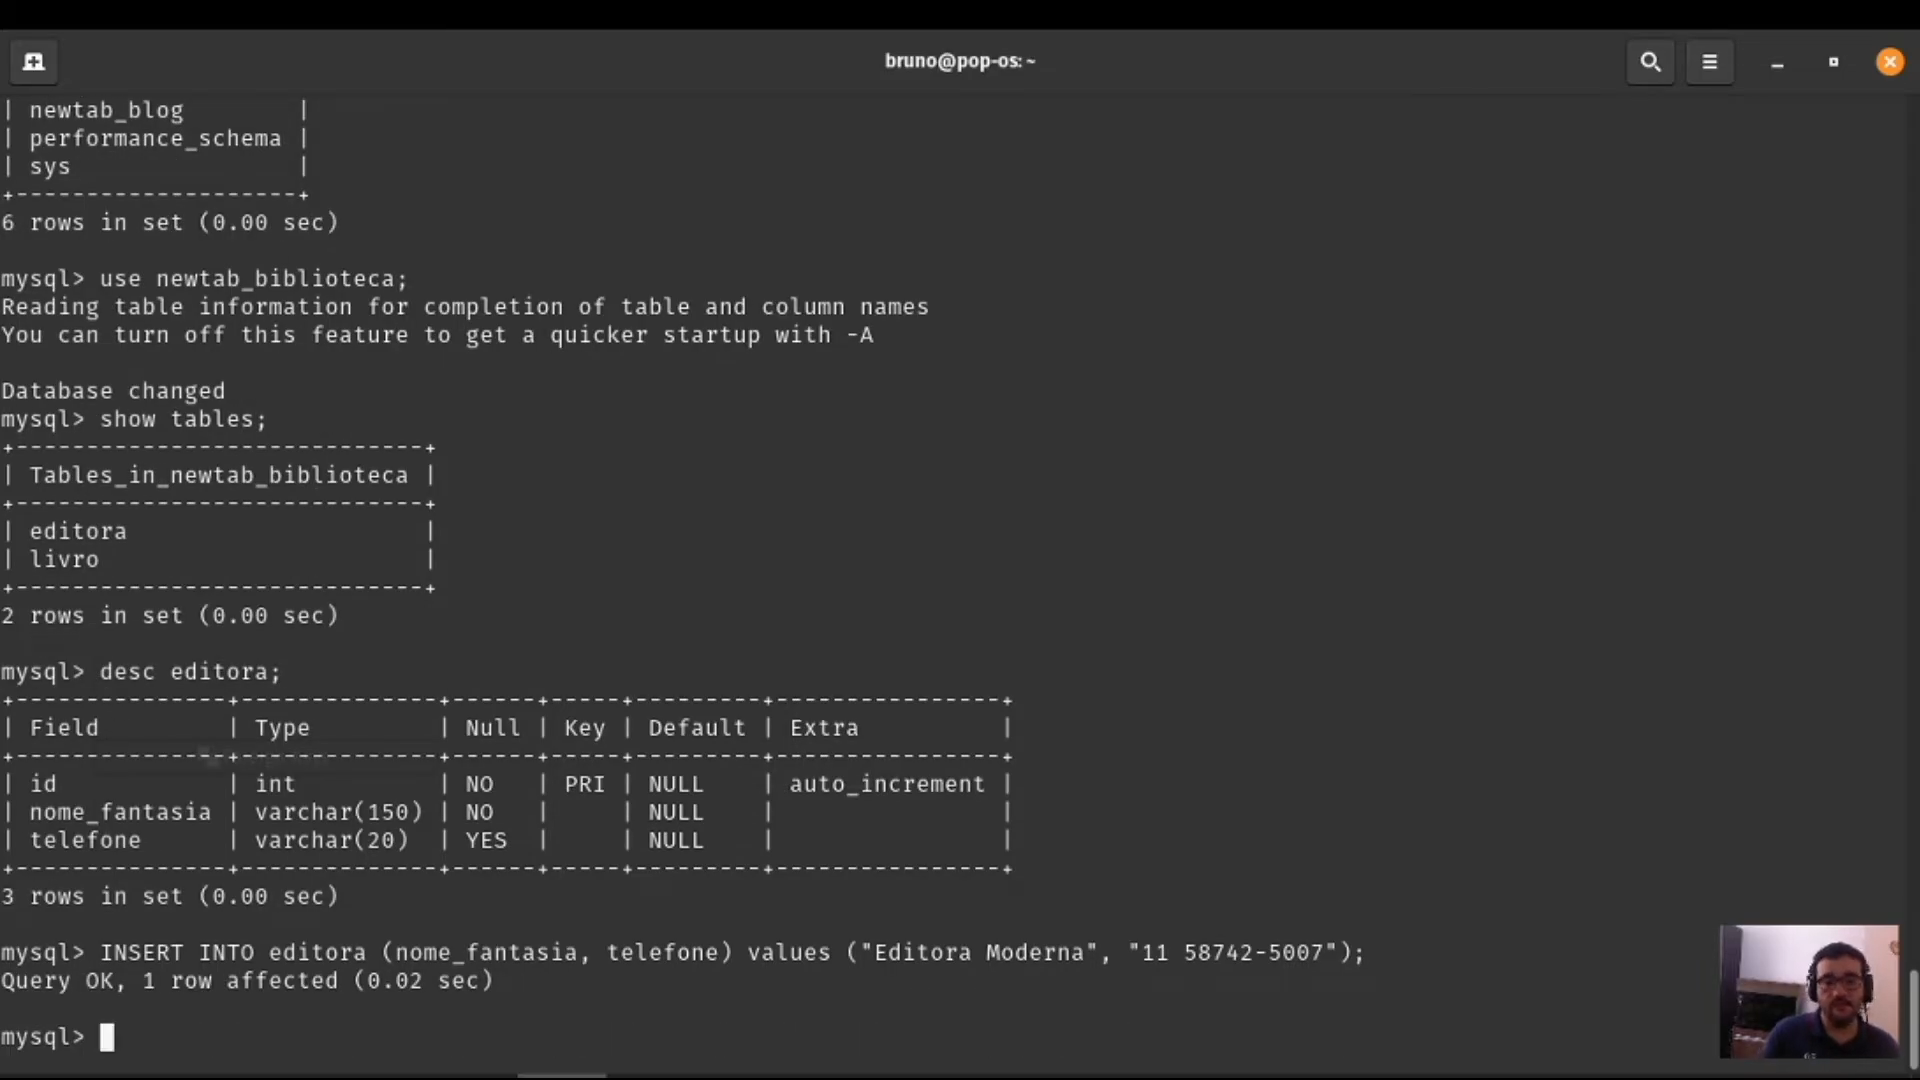 bruno@pop-os: ~
| newtab_blog        |
| performance_schema |
| sys                |
+--------------------+
6 rows in set (0.00 sec)
mysql> use newtab_biblioteca;
Reading table information for completion of table and column names
You can turn off this feature to get a quicker startup with -A
Database changed
mysql> show tables;
+-----------------------------+
| Tables_in_newtab_biblioteca |
+-----------------------------+
| editora                     |
| livro                       |
+-----------------------------+
2 rows in set (0.00 sec)
mysql> desc editora;
+---------------+--------------+------+-----+---------+----------------+
| Field         | Type         | Null | Key | Default | Extra          |
+---------------+--------------+------+-----+---------+----------------+
| id            | int          | NO   | PRI | NULL    | auto_increment |
| nome_fantasia | varchar(150) | NO   |     | NULL    |                |
| telefone      | varchar(20)  | YES  |     | NULL    |                |
+---------------+--------------+------+-----+---------+----------------+
3 rows in set (0.00 sec)
mysql> INSERT INTO editora (nome_fantasia, telefone) values ("Editora Moderna", "11 58742-5007");
Query OK, 1 row affected (0.02 sec)
mysql>